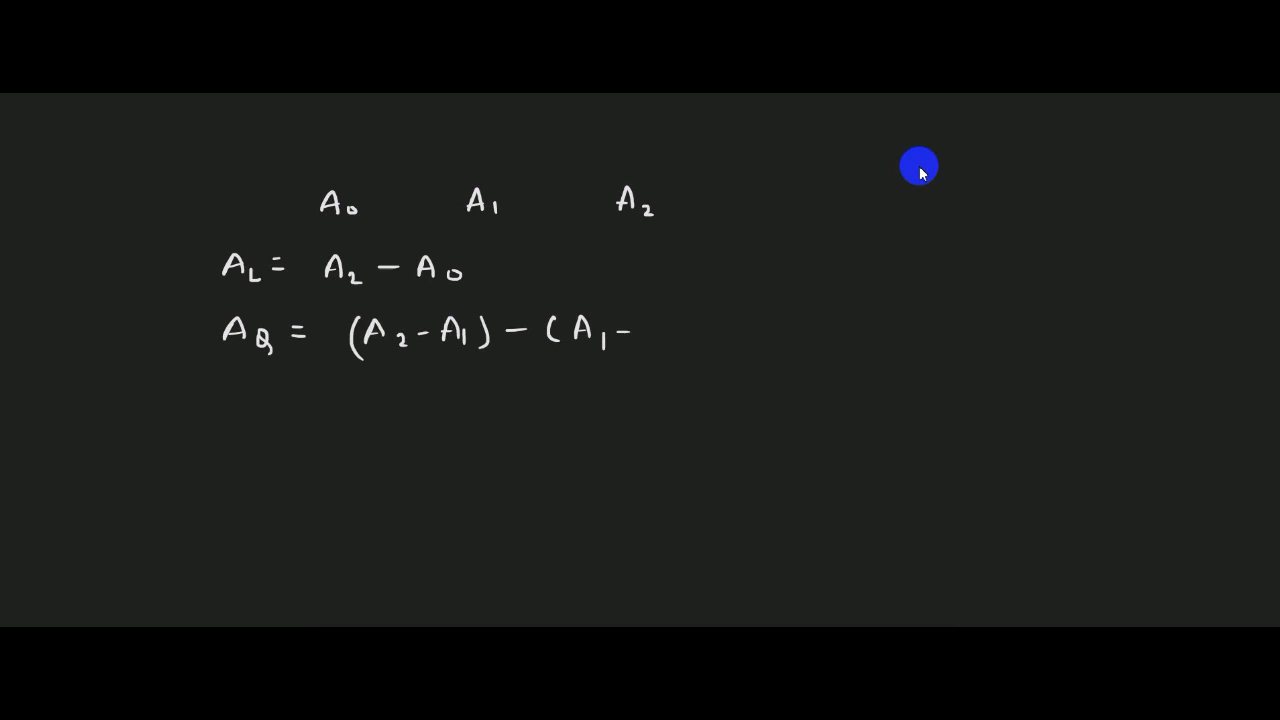 A₀ A₁ A₂
A_L = A₂ - A₀
A_Q = (A₂ - A₁) - (A₁ -